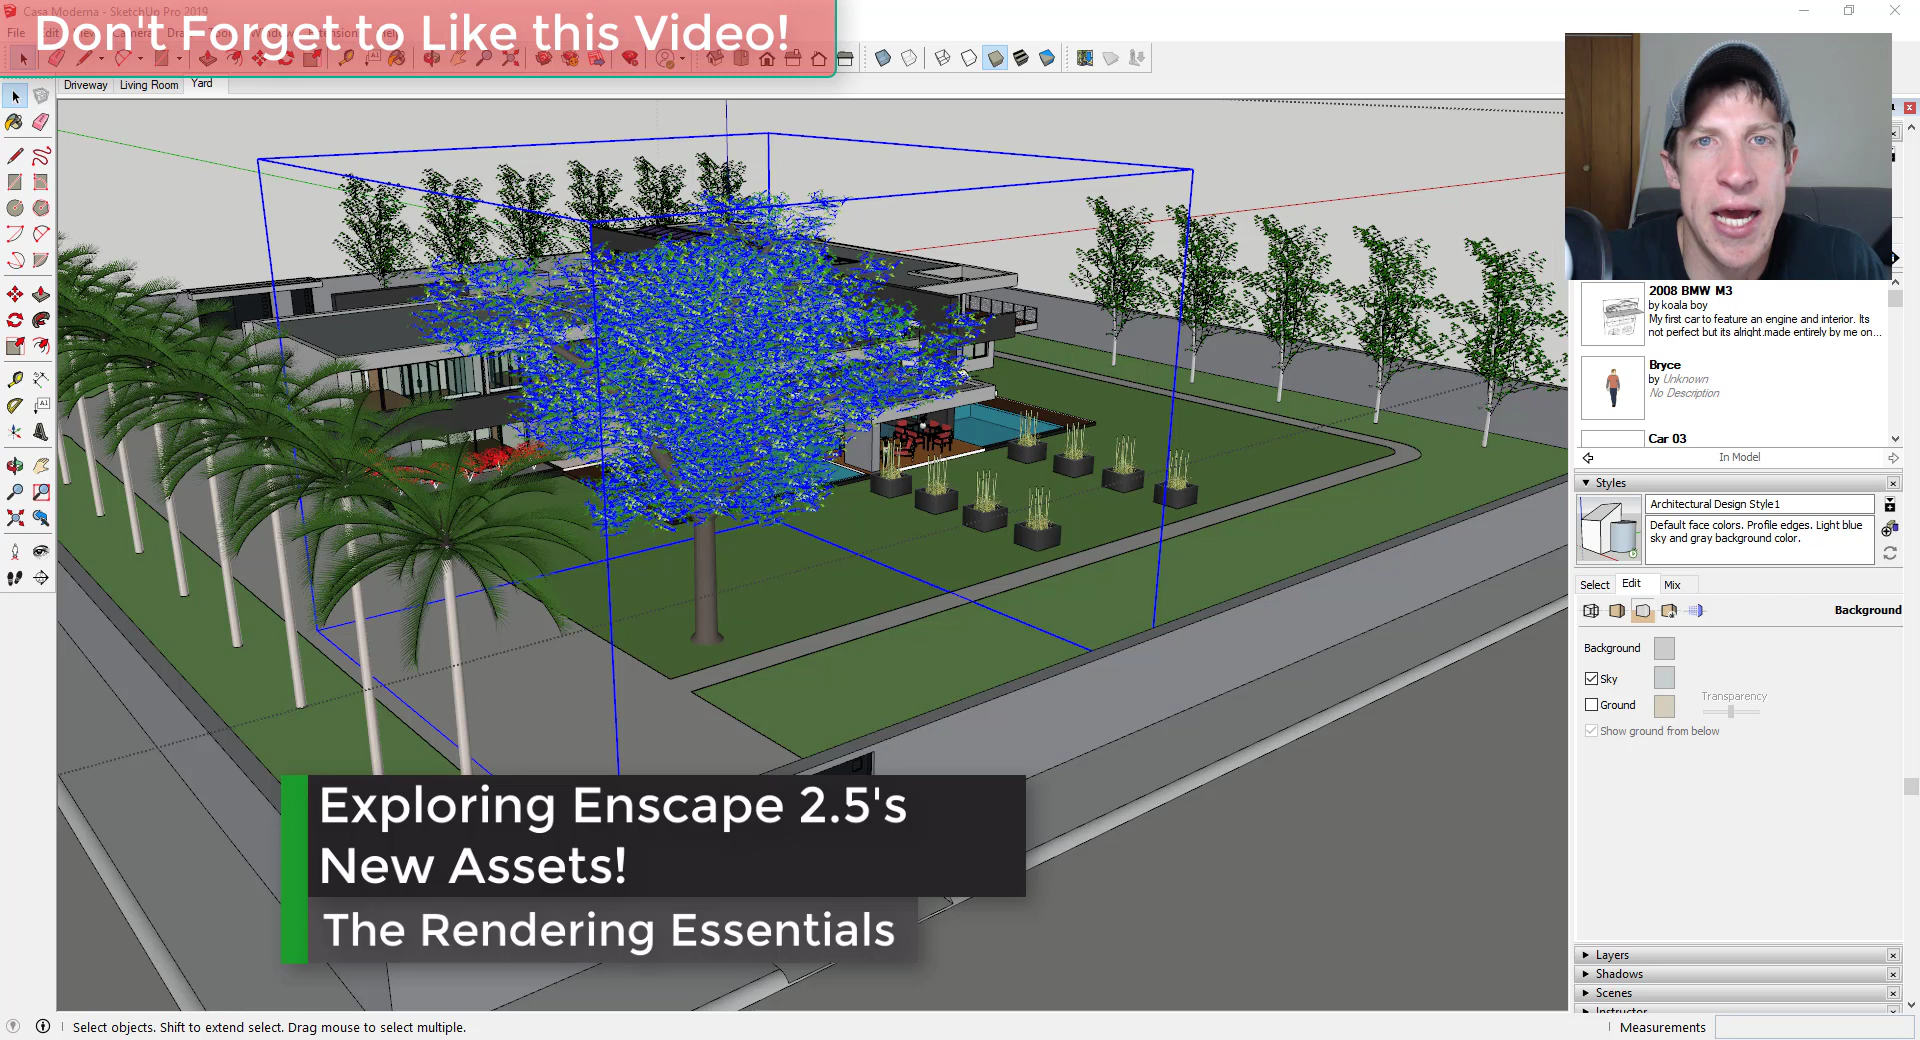 Casa Moderna - SketchUp Pro 2019
Don't Forget to Like this Video!
File
Driveway
Living Room
Yard
2008 BMW M3
by koala boy
My first car to feature an engine and interior. Its
not perfect but its alright.made entirely by me on...
Bryce
by Unknown
No Description
Car 03
In Model
Styles
Architectural Design Style1
Default face colors. Profile edges. Light blue
sky and gray background color.
Select
Edit
Mix
Background
Background
Sky
Ground
Transparency
Show ground from below
Exploring Enscape 2.5's
New Assets!
The Rendering Essentials
Layers
Shadows
Scenes
Instructor
Select objects. Shift to extend select. Drag mouse to select multiple.
Measurements